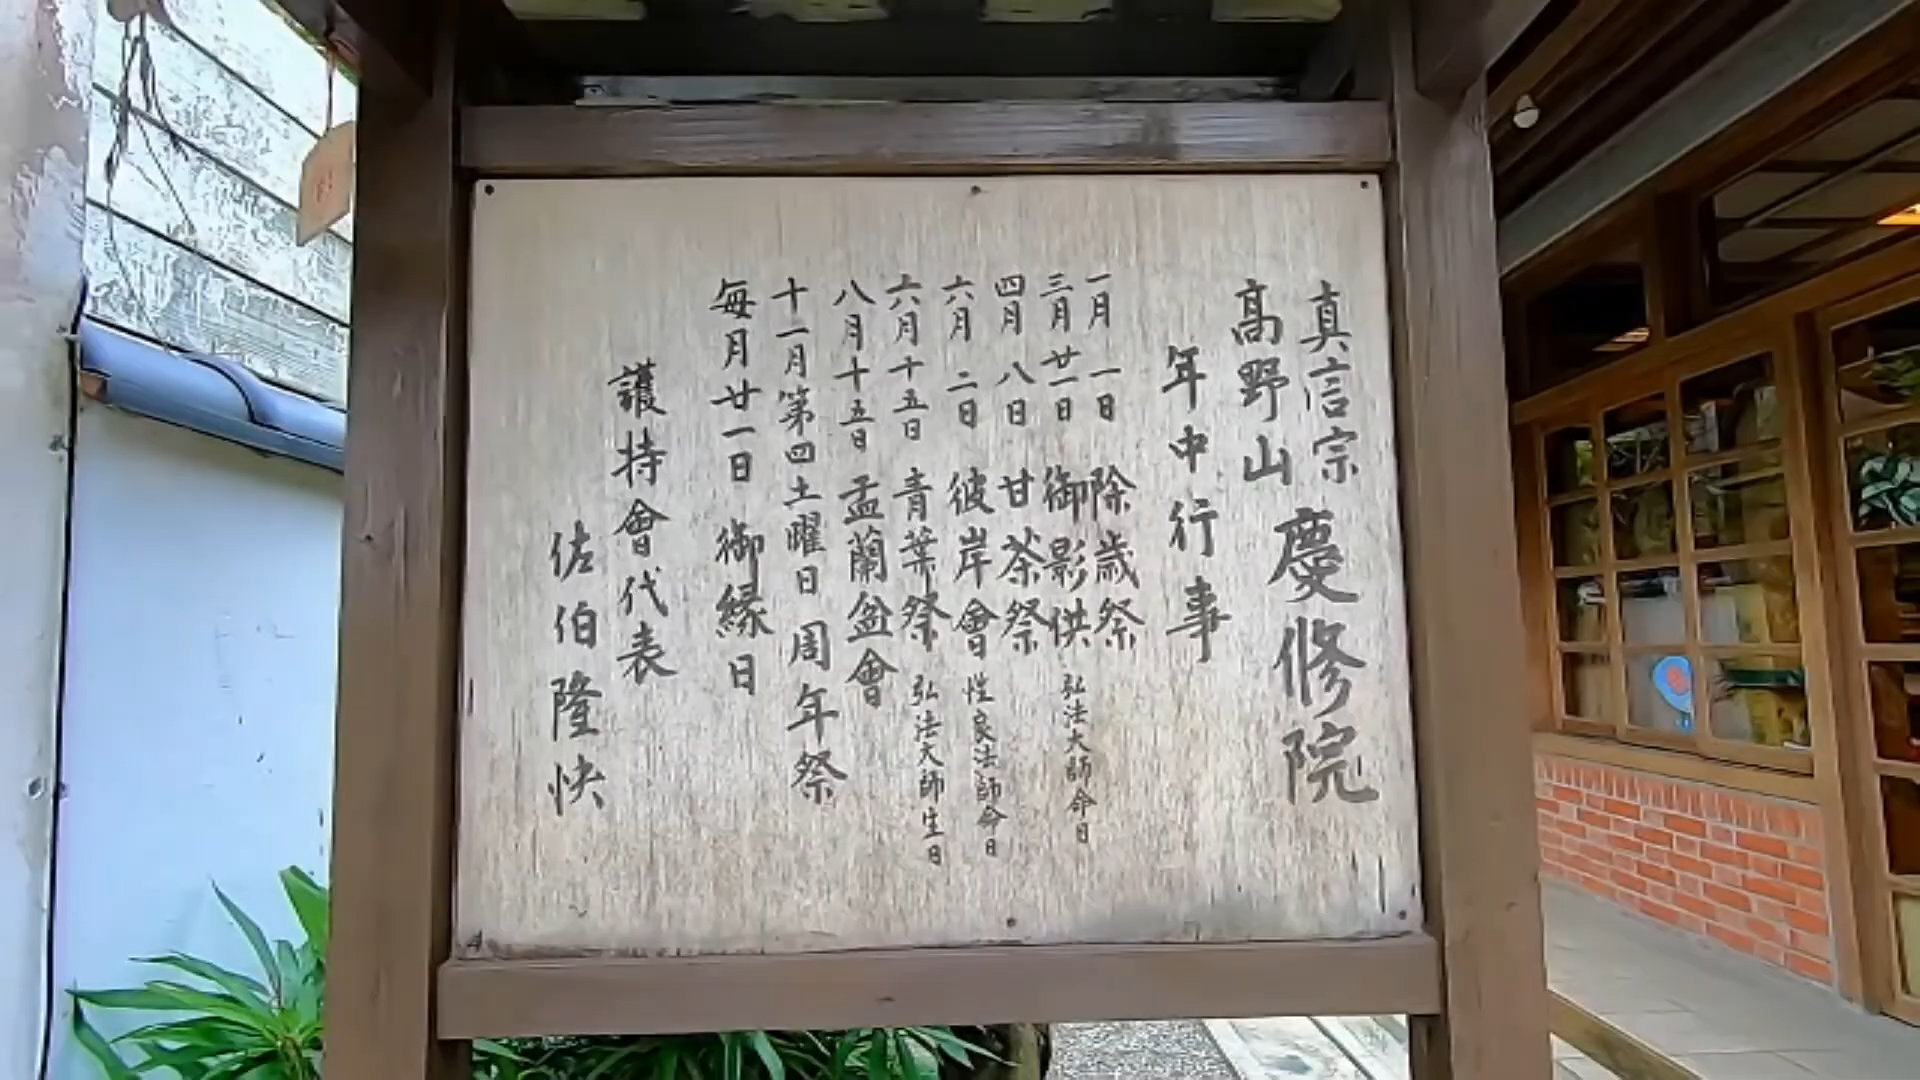 真言宗
高野山 慶修院
年中行事
一月 一日 除歳祭
三月廿一日 御影供 弘法大師命日
四月 八日 甘茶祭
六月 二日 彼岸會 性良法師命日
六月十五日 青葉祭 弘法大師生日
八月十五日 盂蘭盆會
十一月第四土曜日 周年祭
毎月廿一日 御縁日
護持會代表
佐伯隆快